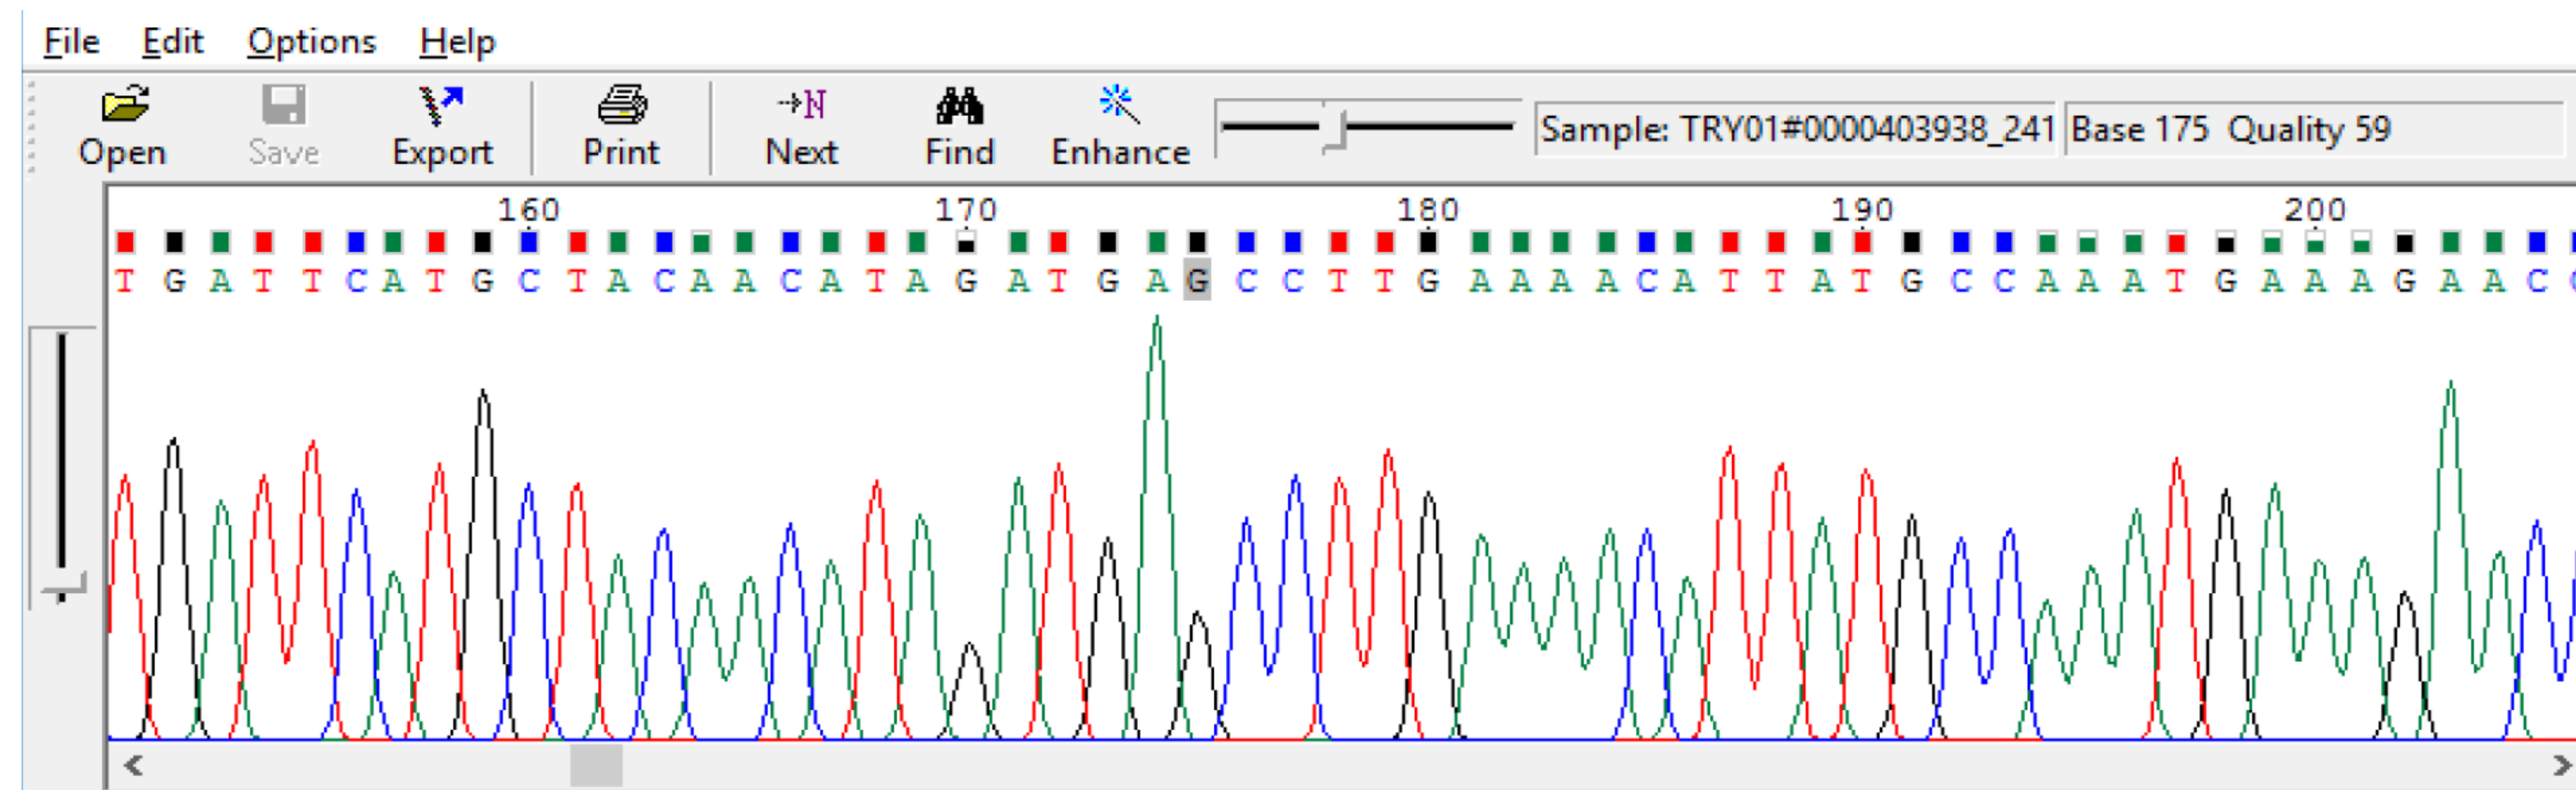 File Edit Options Help
Open Save Export Print N Next Find Enhance Sample: TRY01#0000403938_241 Base 175 Quality 59
160 170 180 190 200
T G A T T C A T G C T A C A A C A T A G A T G A G C C T T G A A A A C A T T A T G C C A A A T G A A A G A A C C